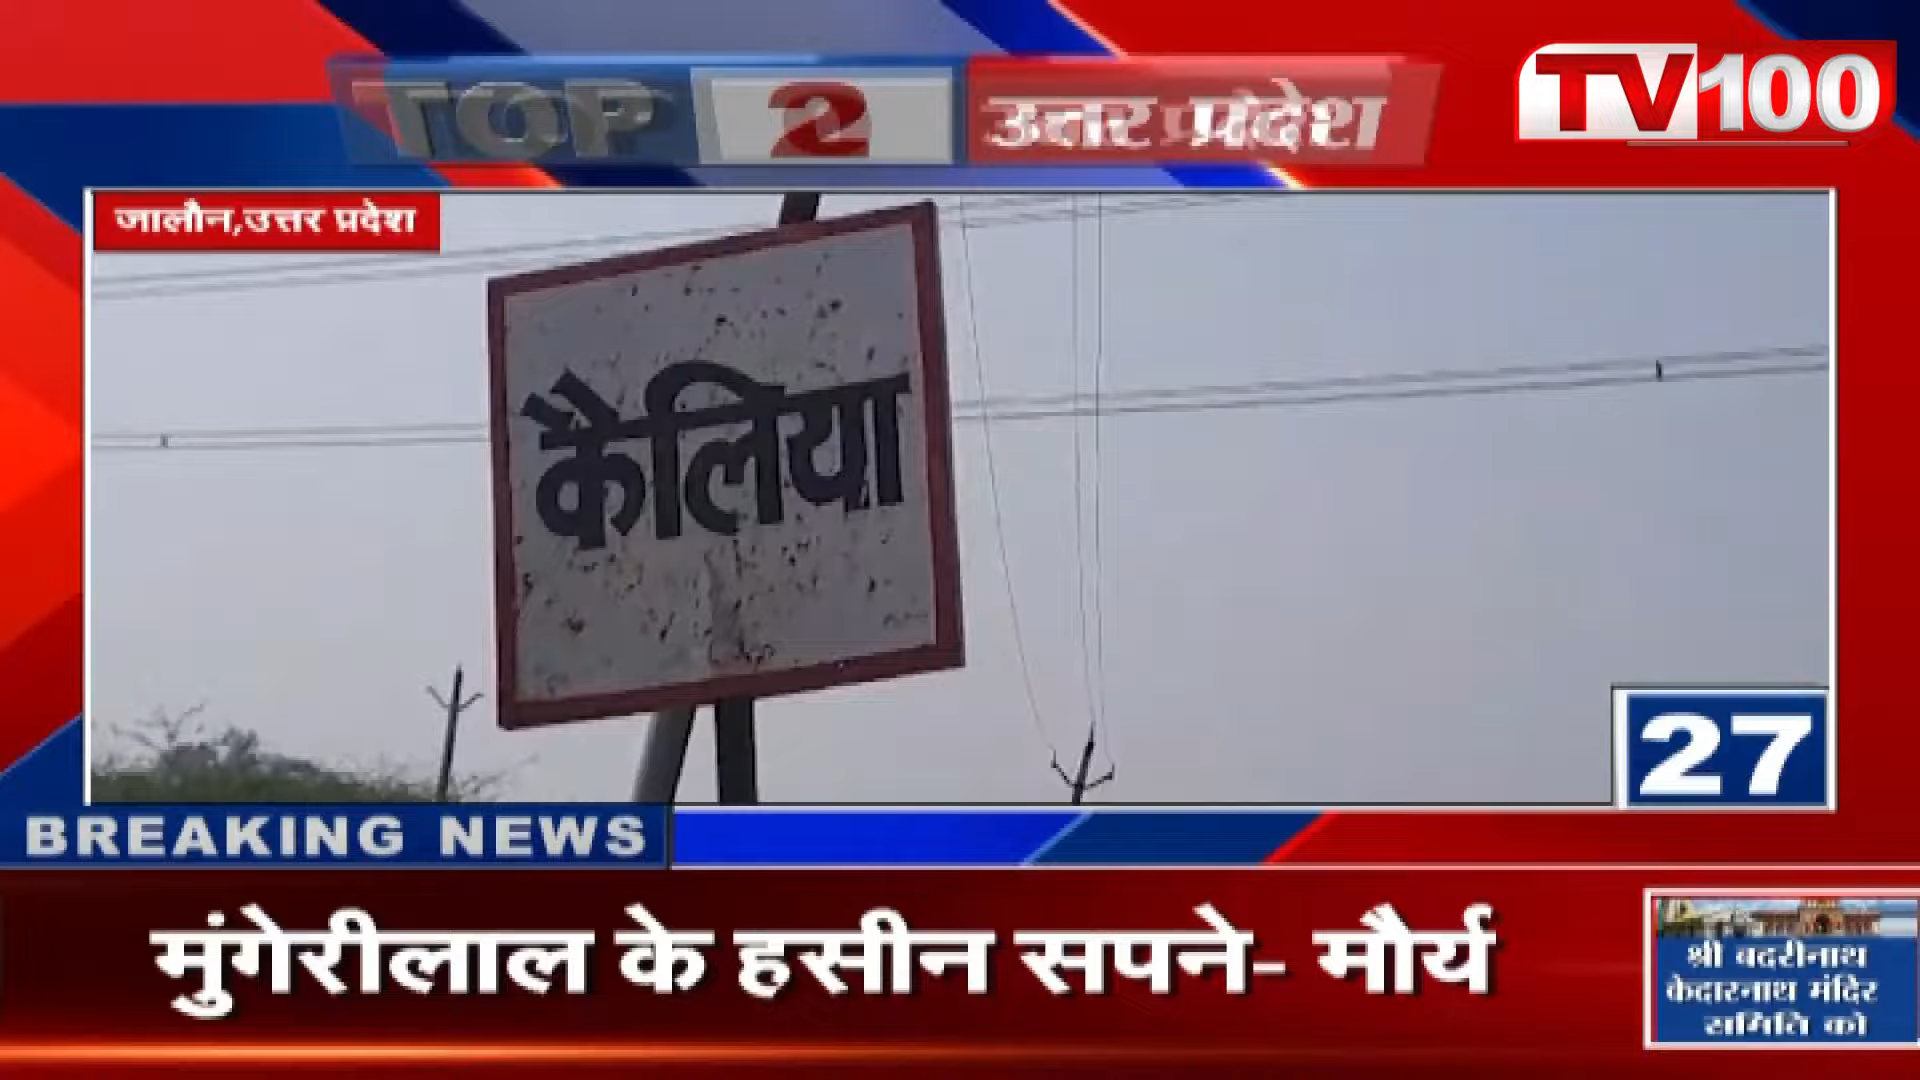 TOP 2 उत्तर प्रदेश
TV100
जालौन,उत्तर प्रदेश
कैलिया
27
BREAKING NEWS
मुंगेरीलाल के हसीन सपने- मौर्य
श्री बदरीनाथ
केदारनाथ मंदिर
समिति को